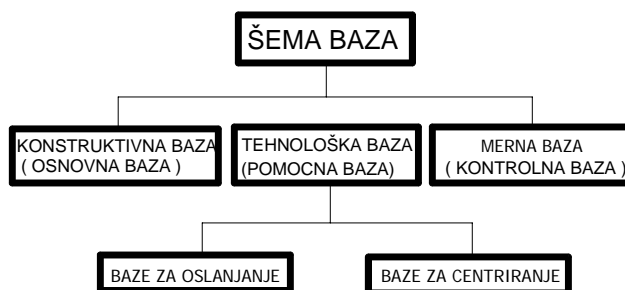 ŠEMA BAZA
KONSTRUKTIVNA BAZA
( OSNOVNA BAZA )
TEHNOLOŠKA BAZA
(POMOCNA BAZA)
MERNA BAZA
( KONTROLNA BAZA )
BAZE ZA OSLANJANJE
BAZE ZA CENTRIRANJE